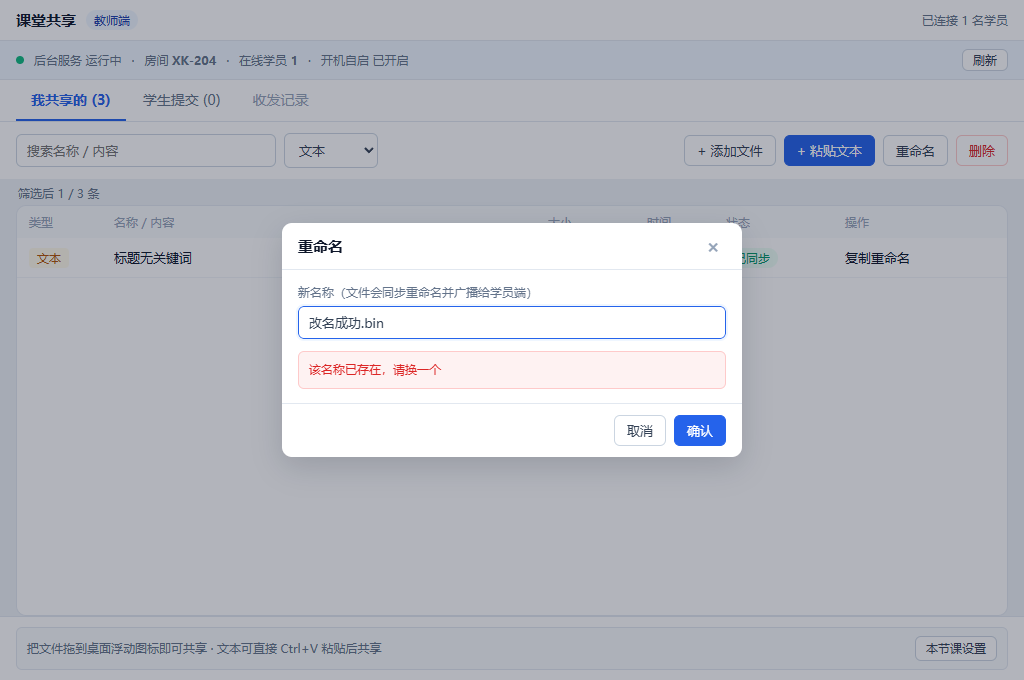 课堂共享 教师端 已连接 1 名学员
后台服务 运行中 · 房间 XK-204 · 在线学员 1 · 开机自启 已开启 刷新
我共享的 (3) 学生提交 (0) 收发记录
搜索名称 / 内容 文本 + 添加文件 + 粘贴文本 重命名 删除
筛选后 1 / 3 条
类型 名称 / 内容 大小 时间 状态 操作
文本 标题无关键词 已同步 复制重命名
重命名 ×
新名称（文件会同步重命名并广播给学员端）
改名成功.bin
该名称已存在，请换一个
取消 确认
把文件拖到桌面浮动图标即可共享 · 文本可直接 Ctrl+V 粘贴后共享 本节课设置